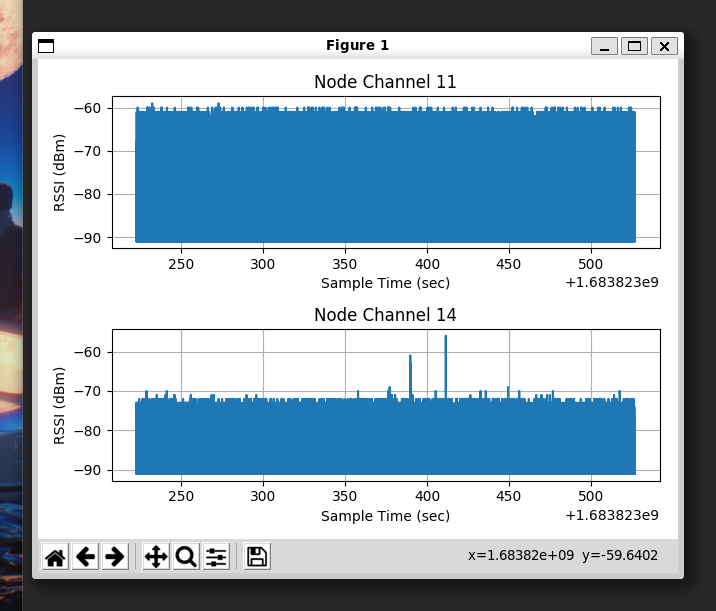 Figure 1
Node Channel 11
RSSI (dBm)
−60
−70
−80
−90
250 300 350 400 450 500
Sample Time (sec)
+1.683823e9
Node Channel 14
RSSI (dBm)
−60
−70
−80
−90
250 300 350 400 450 500
Sample Time (sec)
+1.683823e9
x=1.68382e+09 y=-59.6402